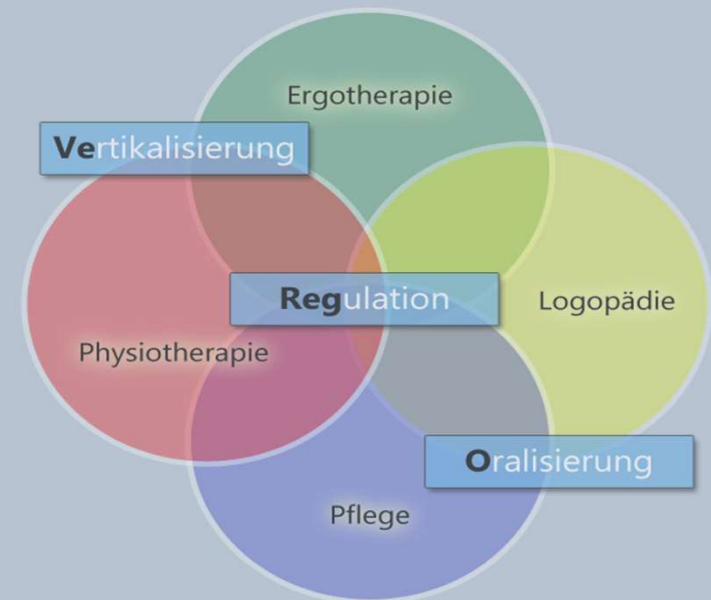 Ergotherapie
Vertikalisierung
Regulation
Logopädie
Physiotherapie
Oralisierung
Pflege